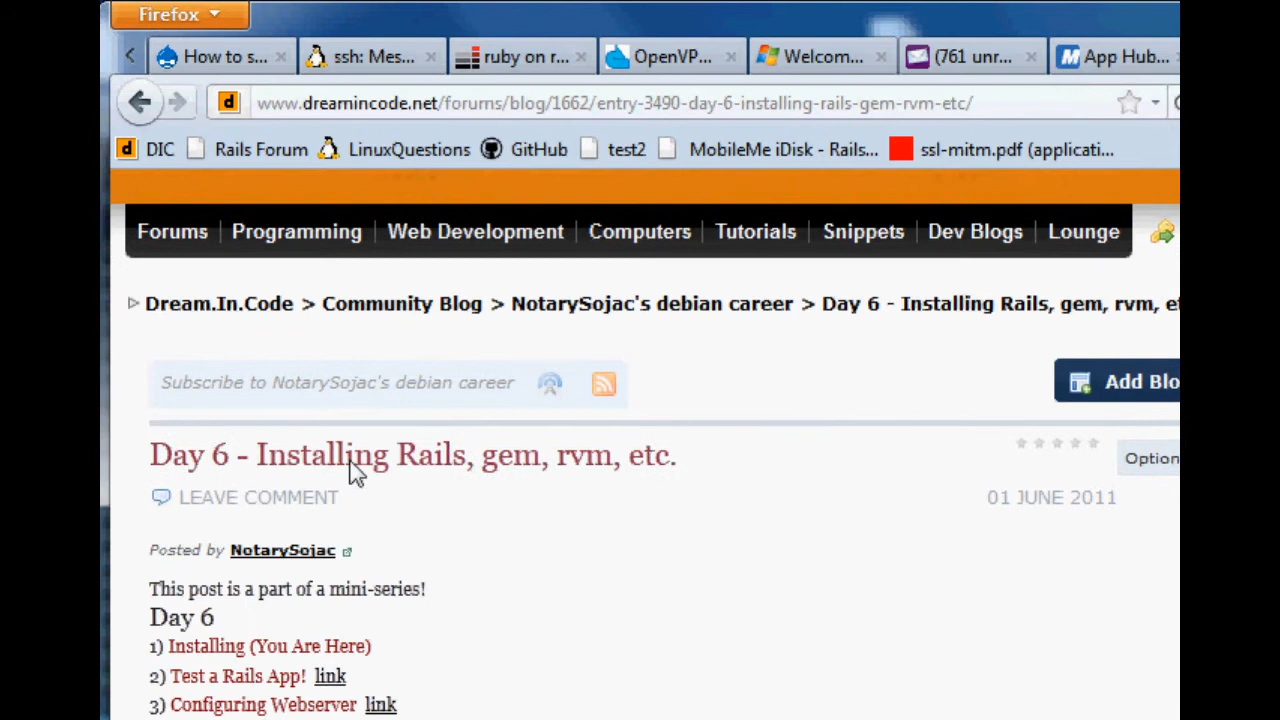 Firefox
How to s...
ssh: Mes...
ruby on r...
OpenVP...
Welcom...
(761 unr...
App Hub...
www.dreamincode.net/forums/blog/1662/entry-3490-day-6-installing-rails-gem-rvm-etc/
DIC
Rails Forum
LinuxQuestions
GitHub
test2
MobileMe iDisk - Rails...
ssl-mitm.pdf (applicati...
Forums Programming Web Development Computers Tutorials Snippets Dev Blogs Lounge
Dream.In.Code > Community Blog > NotarySojac's debian career > Day 6 - Installing Rails, gem, rvm, et
Subscribe to NotarySojac's debian career
Add Blo
Day 6 - Installing Rails, gem, rvm, etc.
Option
LEAVE COMMENT
01 JUNE 2011
Posted by NotarySojac
This post is a part of a mini-series!
Day 6
1) Installing (You Are Here)
2) Test a Rails App! link
3) Configuring Webserver link